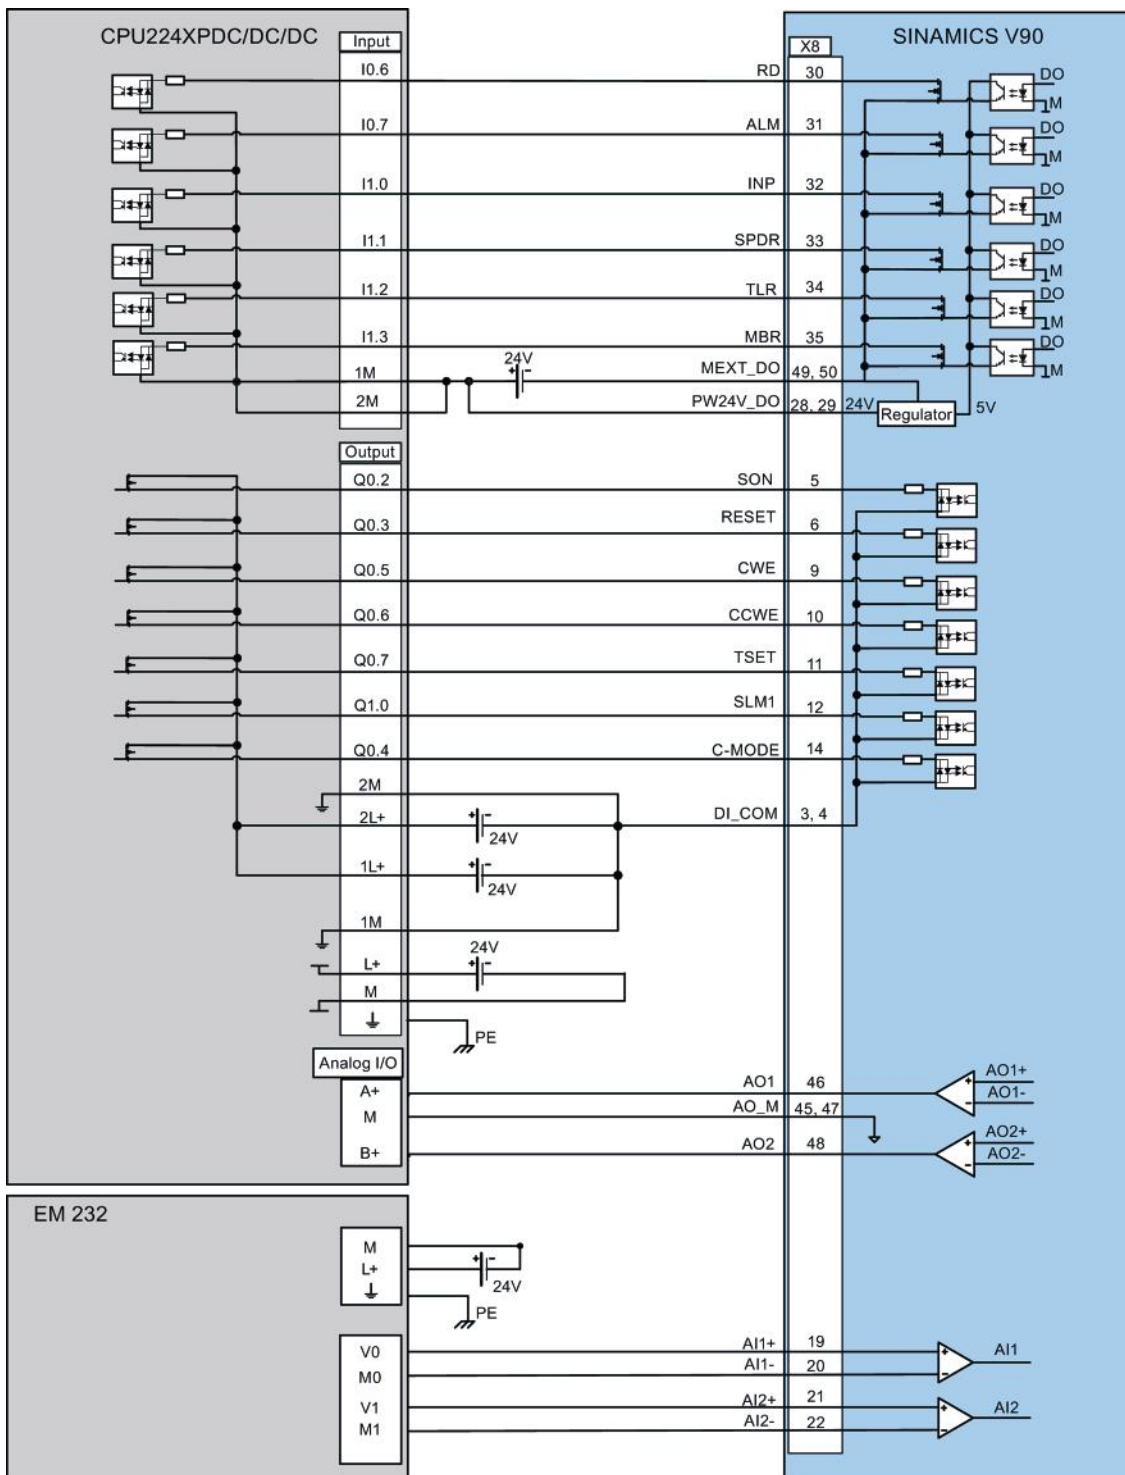 CPU224XPDC/DC/DC
SINAMICS V90
Input
X8
I0.6 RD 30 DO
M
I0.7 ALM 31 DO
M
I1.0 INP 32 DO
M
I1.1 SPDR 33 DO
M
I1.2 TLR 34 DO
M
I1.3 MBR 35 DO
M
24V
1M MEXT_DO 49, 50
2M PW24V_DO 28, 29 24V Regulator 5V
Output
Q0.2 SON 5
Q0.3 RESET 6
Q0.5 CWE 9
Q0.6 CCWE 10
Q0.7 TSET 11
Q1.0 SLM1 12
Q0.4 C-MODE 14
2M
2L+ 24V DI_COM 3, 4
1L+ 24V
1M
24V
L+
M
PE
Analog I/O
A+ AO1 46 AO1+
AO1-
M AO_M 45, 47
B+ AO2 48 AO2+
AO2-
EM 232
M
L+
24V
PE
V0 AI1+ 19 AI1
M0 AI1- 20
V1 AI2+ 21 AI2
M1 AI2- 22